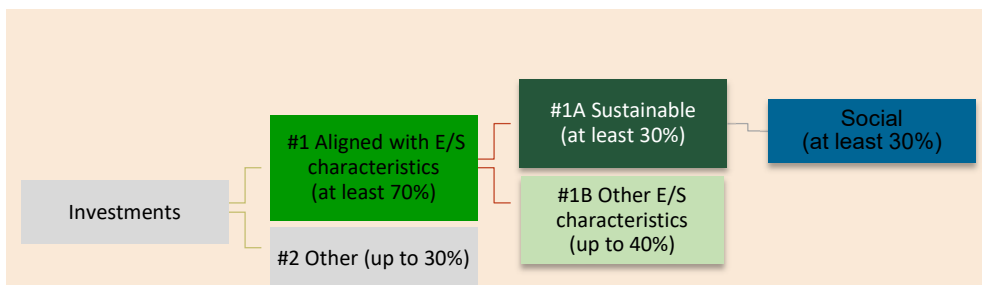 Investments
#1 Aligned with E/S
characteristics
(at least 70%)
#2 Other (up to 30%)
#1A Sustainable
(at least 30%)
#1B Other E/S
characteristics
(up to 40%)
Social
(at least 30%)